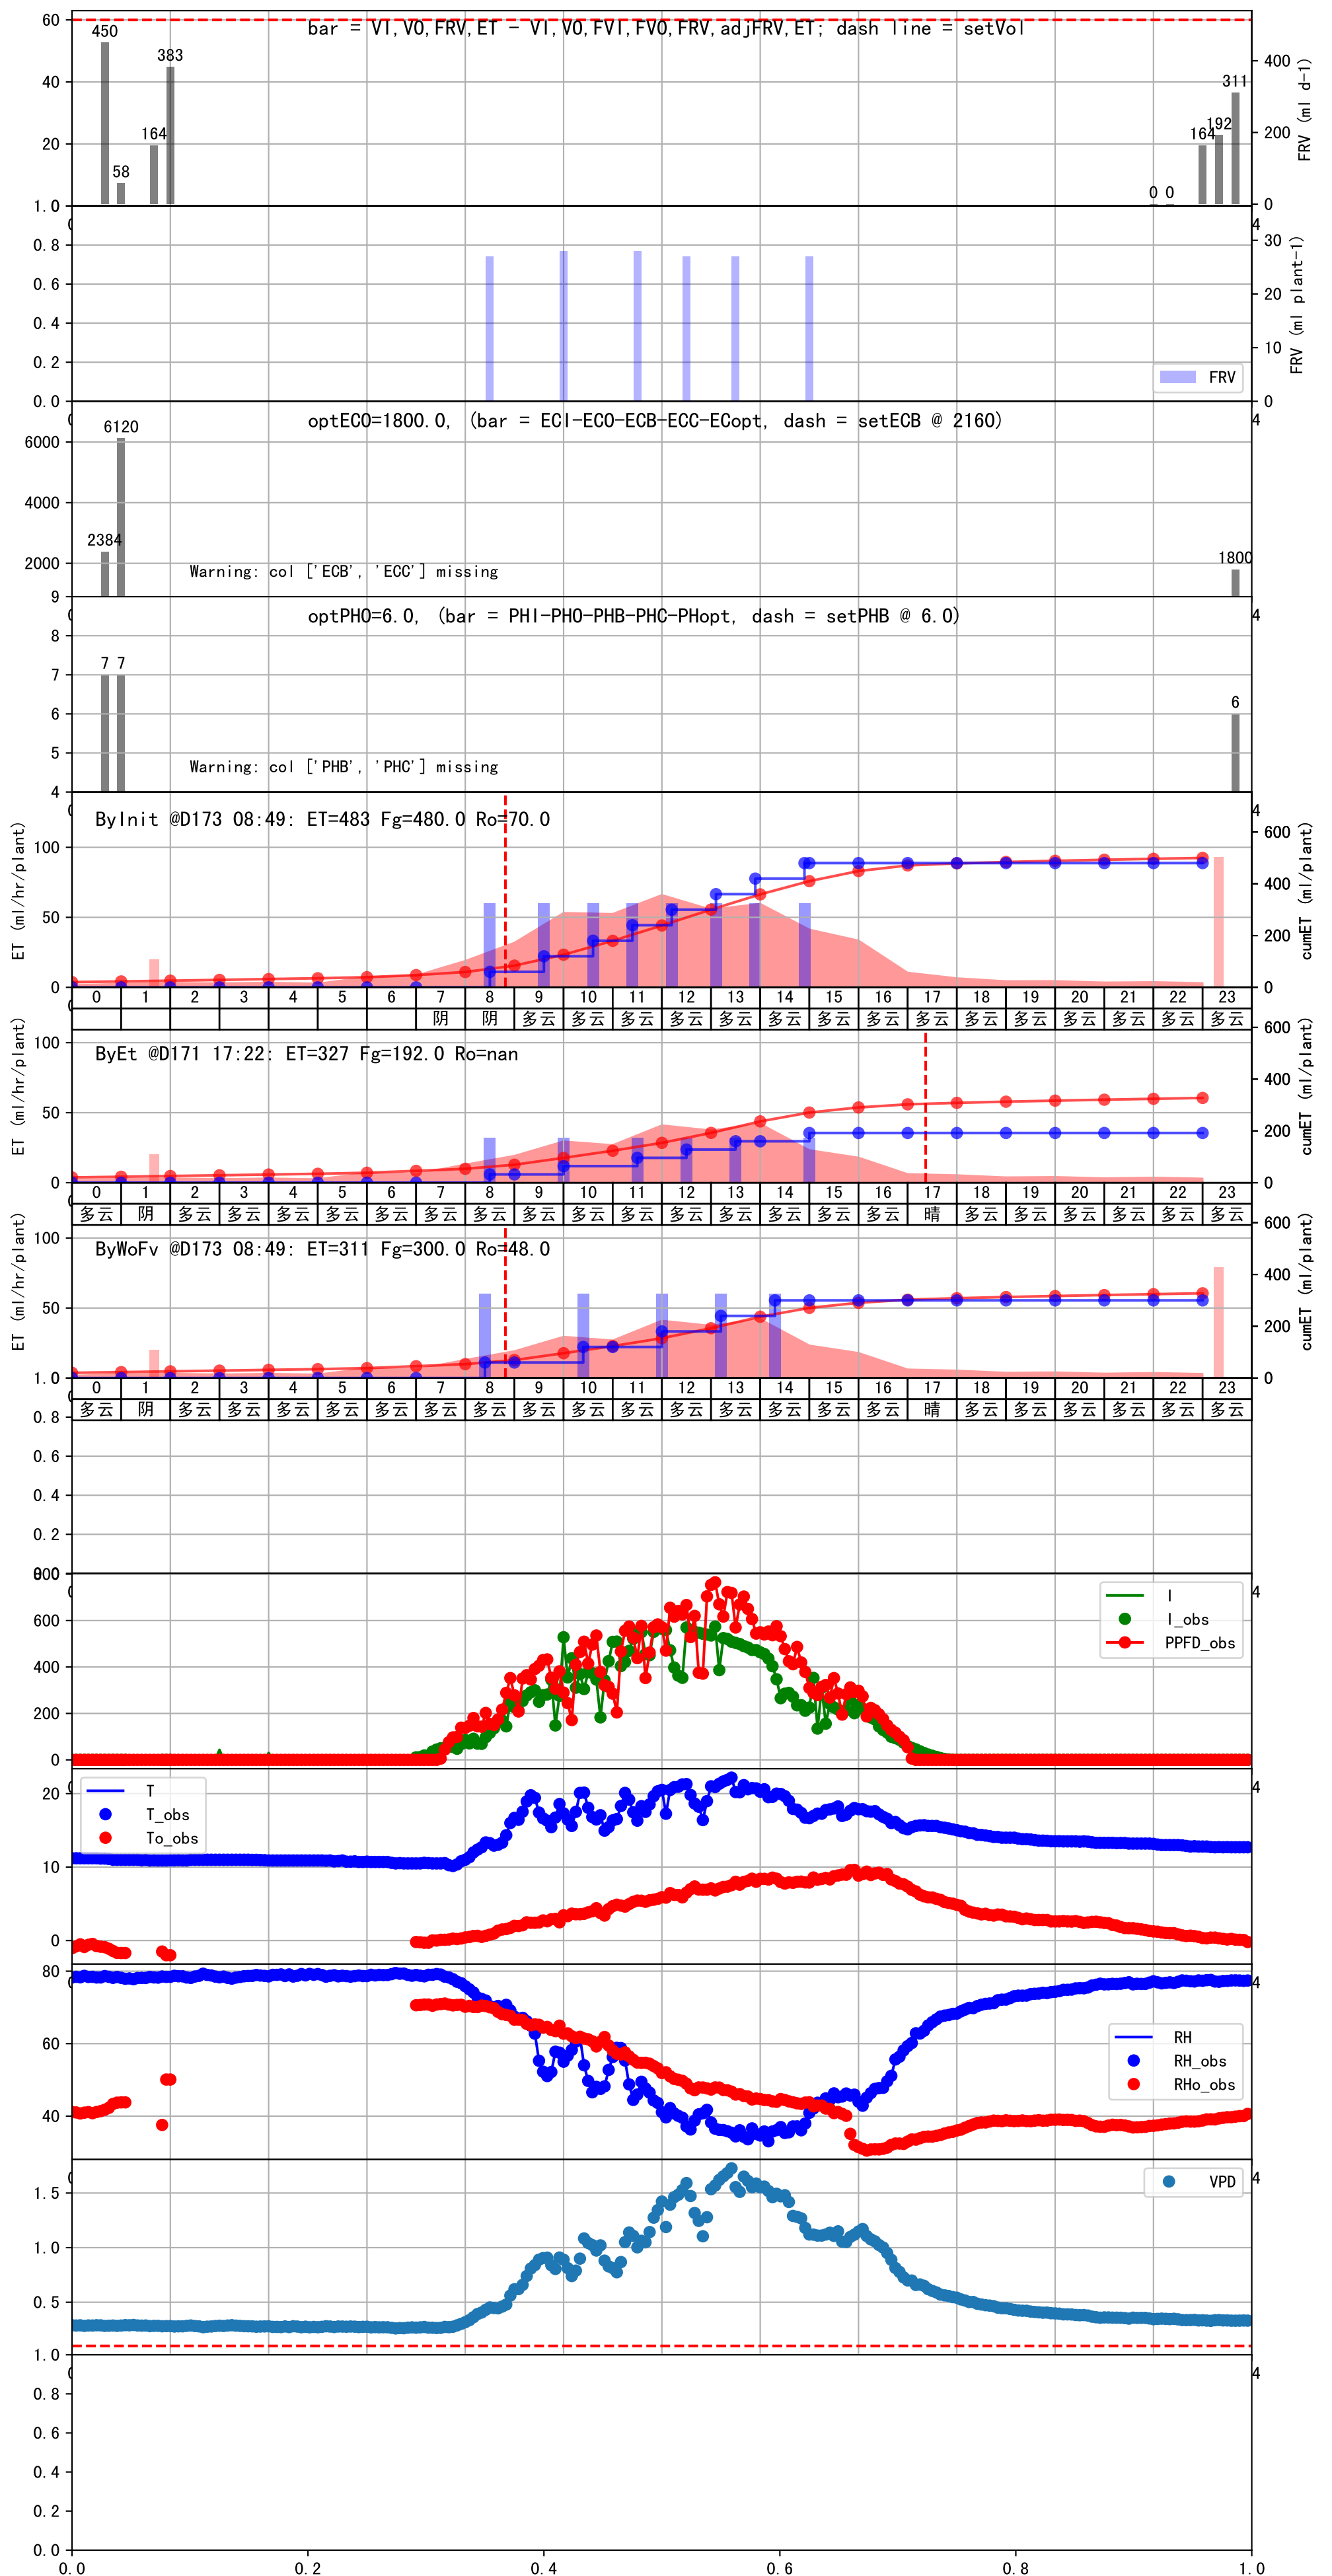 bar = VI,VO,FRV,ET - VI,VO,FVI,FVO,FRV,adjFRV,ET; dash line = setVol
60
40
20
450
58
164
383
0
0
164
192
311
400
200
0
FRV (ml d-1)
1.0
0.8
0.6
0.4
0.2
0.0
30
20
10
0
FRV (ml plant-1)
FRV
optECO=1800.0, (bar = ECI-ECO-ECB-ECC-ECopt, dash = setECB @ 2160)
6000
4000
2000
2384
6120
1800
Warning: col ['ECB', 'ECC'] missing
optPHO=6.0, (bar = PHI-PHO-PHB-PHC-PHopt, dash = setPHB @ 6.0)
9
8
7
6
5
4
7
7
6
Warning: col ['PHB', 'PHC'] missing
ByInit @D173 08:49: ET=483 Fg=480.0 Ro=70.0
ET (ml/hr/plant)
100
50
0
600
400
200
0
cumET (ml/plant)
0 1 2 3 4 5 6 7 8 9 10 11 12 13 14 15 16 17 18 19 20 21 22 23
阴 阴 多云 多云 多云 多云 多云 多云 多云 多云 多云 多云 多云 多云 多云 多云 多云
ByEt @D171 17:22: ET=327 Fg=192.0 Ro=nan
ET (ml/hr/plant)
100
50
0
600
400
200
0
cumET (ml/plant)
0 1 2 3 4 5 6 7 8 9 10 11 12 13 14 15 16 17 18 19 20 21 22 23
多云 阴 多云 多云 多云 多云 多云 多云 多云 多云 多云 多云 多云 多云 多云 多云 多云 晴 多云 多云 多云 多云 多云 多云
ByWoFv @D173 08:49: ET=311 Fg=300.0 Ro=48.0
ET (ml/hr/plant)
100
50
600
400
200
0
cumET (ml/plant)
0 1 2 3 4 5 6 7 8 9 10 11 12 13 14 15 16 17 18 19 20 21 22 23
多云 阴 多云 多云 多云 多云 多云 多云 多云 多云 多云 多云 多云 多云 多云 多云 多云 晴 多云 多云 多云 多云 多云 多云
1.0
0.8
0.6
0.4
0.2
600
400
200
0
I
I_obs
PPFD_obs
20
10
0
T
T_obs
To_obs
80
60
40
RH
RH_obs
RHo_obs
1.5
1.0
0.5
VPD
1.0
0.8
0.6
0.4
0.2
0.0
0.0 0.2 0.4 0.6 0.8 1.0